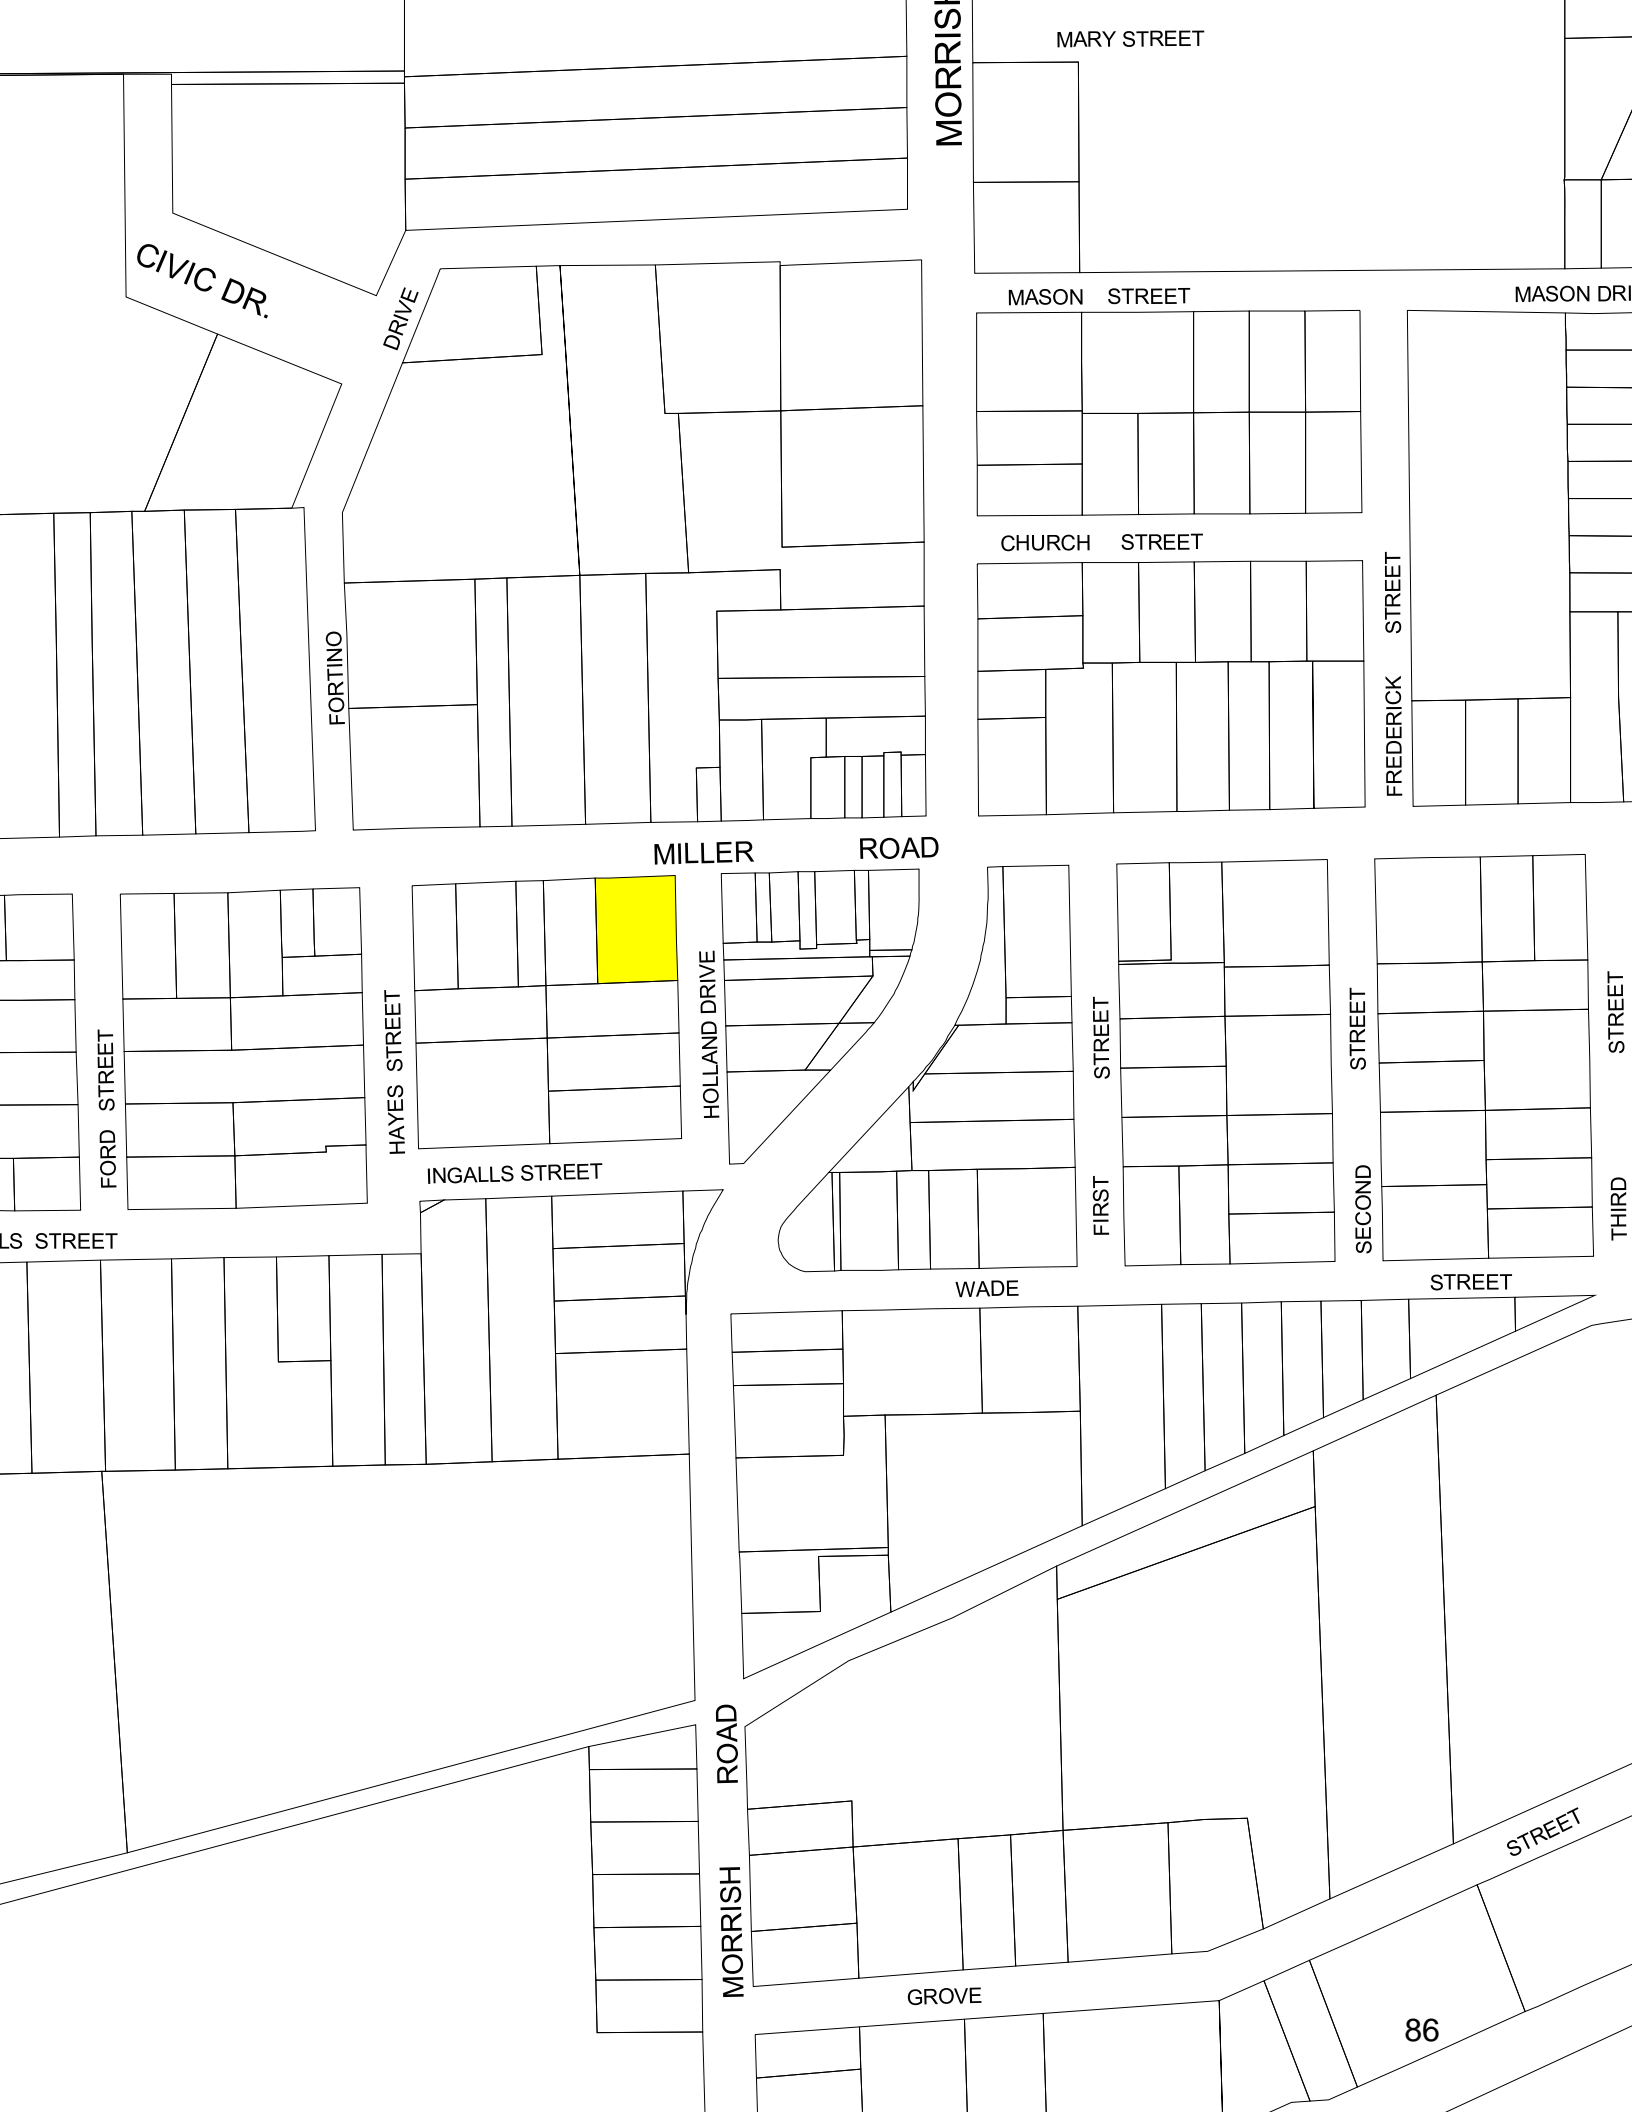 MARY STREET
MORRISH
CIVIC DR.
DRIVE
MASON STREET
MASON DRI
CHURCH STREET
FORTINO
FREDERICK STREET
MILLER ROAD
HOLLAND DRIVE
HAYES STREET
FORD STREET
FIRST STREET
SECOND STREET
THIRD STREET
INGALLS STREET
LS STREET
WADE STREET
MORRISH ROAD
GROVE STREET
86